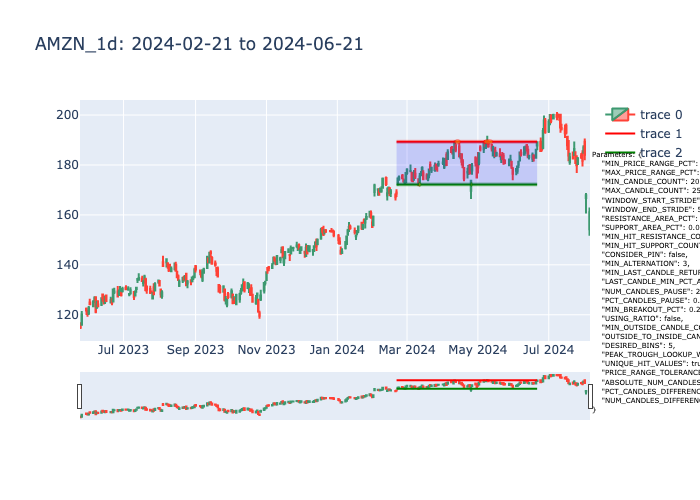 AMZN_1d: 2024-02-21 to 2024-06-21
200
180
160
140
120
Jul 2023
Sep 2023
Nov 2023
Jan 2024
Mar 2024
May 2024
Jul 2024
trace 0
trace 1
trace 2
Parameters: {
"MIN_PRICE_RANGE_PCT":
"MAX_PRICE_RANGE_PCT":
"MIN_CANDLE_COUNT": 20
"MAX_CANDLE_COUNT": 25
"WINDOW_START_STRIDE"
"WINDOW_END_STRIDE": 5
"RESISTANCE_AREA_PCT":
"SUPPORT_AREA_PCT": 0.0
"MIN_HIT_RESISTANCE_CO
"MIN_HIT_SUPPORT_COUNT
"CONSIDER_PIN": false,
"MIN_ALTERNATION": 3,
"MIN_LAST_CANDLE_RETUR
"LAST_CANDLE_MIN_PCT_A
"NUM_CANDLES_PAUSE": 2
"PCT_CANDLES_PAUSE": 0.
"MIN_BREAKOUT_PCT": 0.2
"USING_RATIO": false,
"MIN_OUTSIDE_CANDLE_CO
"OUTSIDE_TO_INSIDE_CAN
"DESIRED_BINS": 5,
"PEAK_TROUGH_LOOKUP_W
"UNIQUE_HIT_VALUES": tru
"PRICE_RANGE_TOLERANC
"ABSOLUTE_NUM_CANDLES
"PCT_CANDLES_DIFFERENC
"NUM_CANDLES_DIFFEREN
}